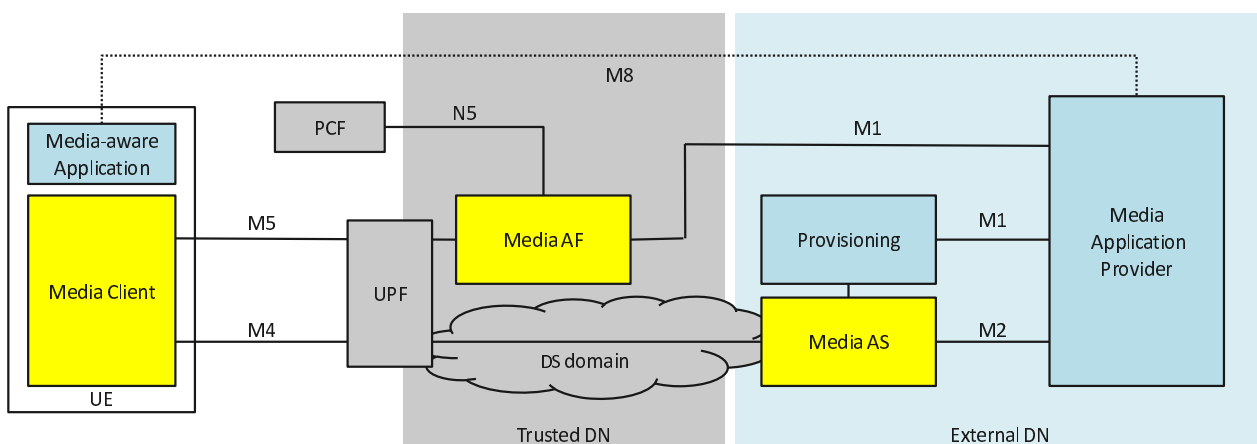 M8
N5
M1
PCF
Media-aware
Application
M5
Media AF
Provisioning
M1
Media
Application
Provider
Media Client
UPF
M4
DS domain
Media AS
M2
UE
Trusted DN
External DN